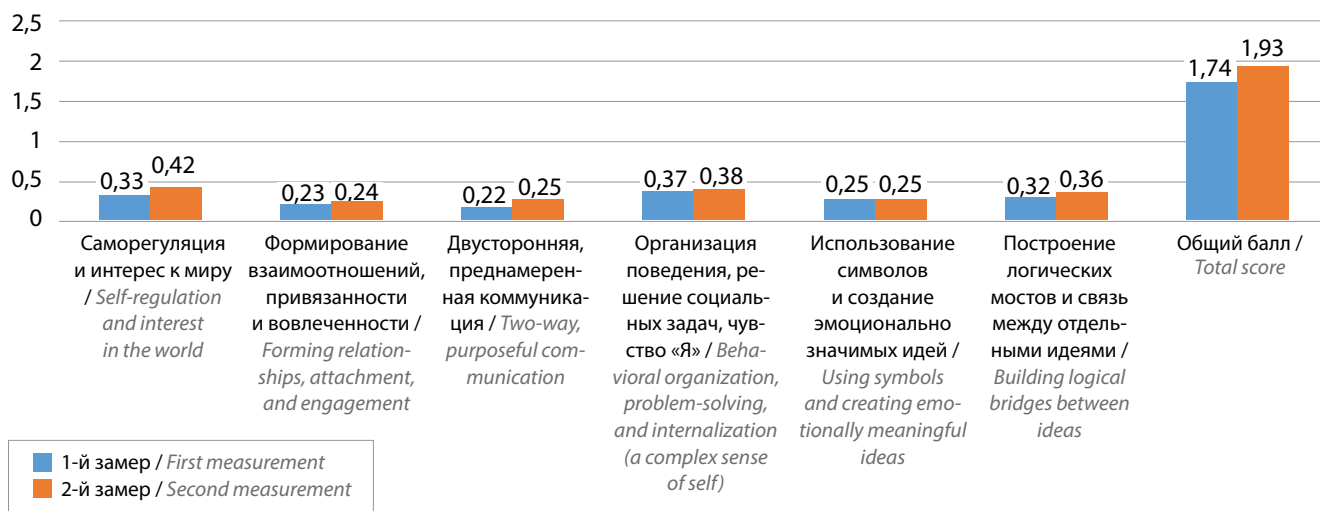 2,5
2
1,5
1
0,5
0
0,33
0,42
0,23
0,24
0,22
0,25
0,37
0,38
0,25
0,25
0,32
0,36
1,74
1,93
Саморегуляция
и интерес к миру
/ Self-regulation
and interest
in the world
Формирование
взаимоотношений,
привязанности
и вовлеченности /
Forming relation-
ships, attachment,
and engagement
Двусторонняя,
преднамерен-
ная коммуника-
ция / Two-way,
purposeful com-
munication
Организация
поведения, ре-
шение социаль-
ных задач, чув-
ство «Я» / Beha-
vioral organization,
problem-solving,
and internalization
(a complex sense
of self)
Использование
символов
и создание
эмоционально
значимых идей /
Using symbols
and creating emo-
tionally meaningful
ideas
Построение
логических
мостов и связь
между отдель-
ными идеями /
Building logical
bridges between
ideas
Общий балл /
Total score
1-й замер / First measurement
2-й замер / Second measurement